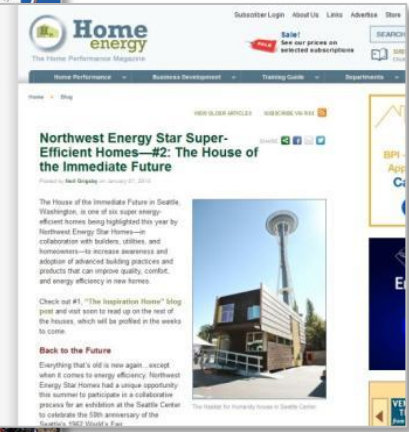 Subscriber Login About Us Links Advertise Store
Home
energy
The Home Performance Magazine
Sale!
See our prices on
selected subscriptions
SEARCH
Home Performance Business Development Training Guide Departments
Home Blog
VIEW OLDER ARTICLES SUBSCRIBE VIA RSS
Northwest Energy Star Super-
Efficient Homes—#2: The House of
the Immediate Future
SHARE
Posted by Neil Grigsby on January 07, 2013
The House of the Immediate Future in Seattle,
Washington, is one of six super energy-
efficient homes being highlighted this year by
Northwest Energy Star Homes—in
collaboration with builders, utilities, and
homeowners—to increase awareness and
adoption of advanced building practices and
products that can improve quality, comfort,
and energy efficiency in new homes.
Check out #1, "The Inspiration Home" blog
post and visit soon to read up on the rest of
the houses, which will be profiled in the weeks
to come.
Back to the Future
Everything that's old is new again...except
when it comes to energy efficiency. Northwest
Energy Star Homes had a unique opportunity
this summer to participate in a collaborative
process for an exhibition at the Seattle Center
to celebrate the 50th anniversary of the
Seattle's 1962 World's Fair
The Habitat for Humanity house in Seattle Center.
BPI
App
Ca